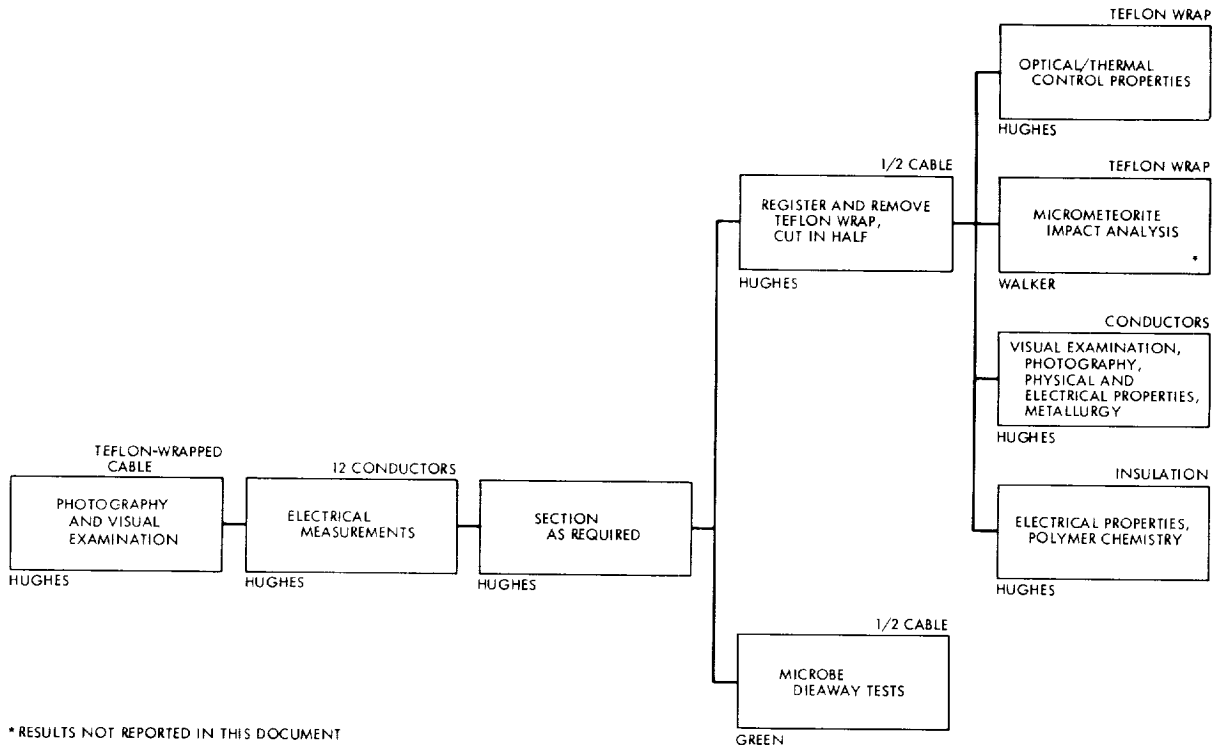 TEFLON WRAP
OPTICAL/THERMAL
CONTROL PROPERTIES
HUGHES
1/2 CABLE
REGISTER AND REMOVE
TEFLON WRAP,
CUT IN HALF
HUGHES
TEFLON WRAP
MICROMETEORITE
IMPACT ANALYSIS
*
WALKER
CONDUCTORS
VISUAL EXAMINATION,
PHOTOGRAPHY,
PHYSICAL AND
ELECTRICAL PROPERTIES,
METALLURGY
HUGHES
TEFLON-WRAPPED
CABLE
PHOTOGRAPHY
AND VISUAL
EXAMINATION
HUGHES
12 CONDUCTORS
ELECTRICAL
MEASUREMENTS
HUGHES
SECTION
AS REQUIRED
HUGHES
INSULATION
ELECTRICAL PROPERTIES,
POLYMER CHEMISTRY
HUGHES
1/2 CABLE
MICROBE
DIEAWAY TESTS
GREEN
* RESULTS NOT REPORTED IN THIS DOCUMENT